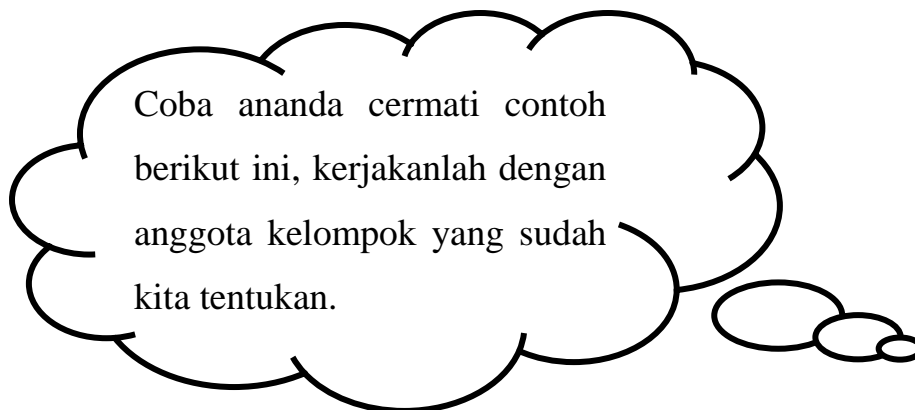 Coba ananda cermati contoh
berikut ini, kerjakanlah dengan
anggota kelompok yang sudah
kita tentukan.